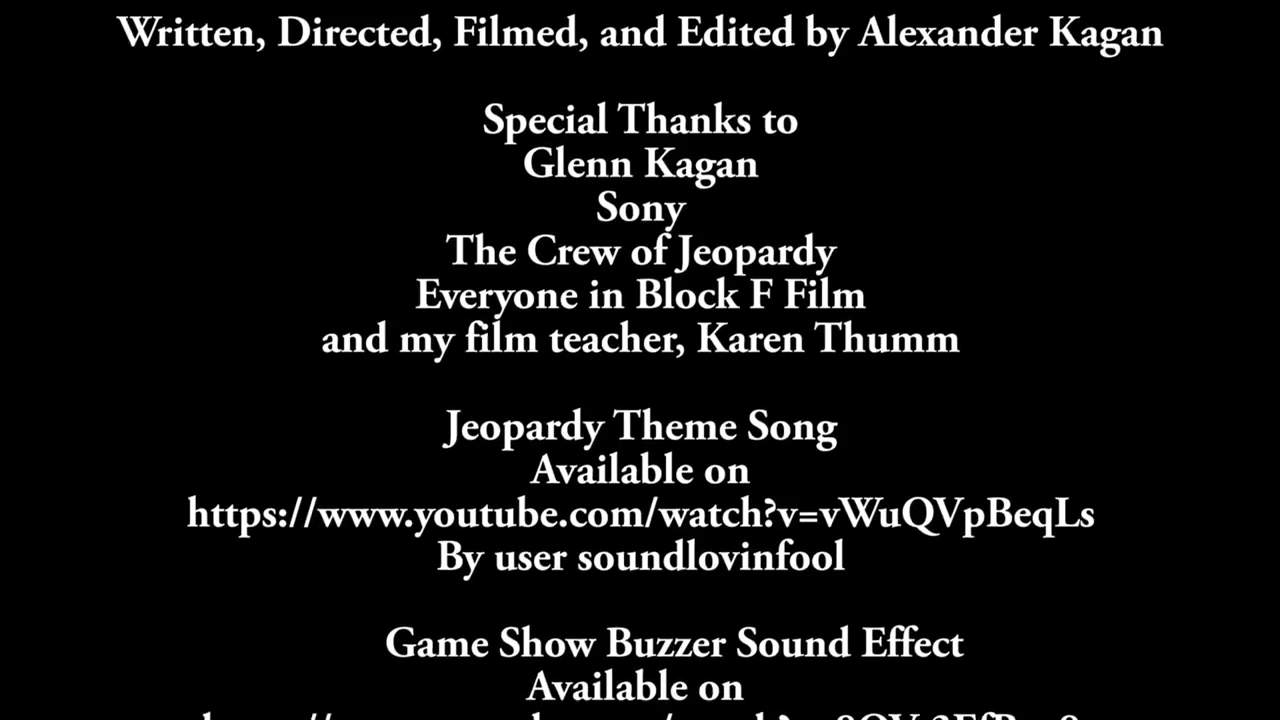 Written, Directed, Filmed, and Edited by Alexander Kagan
Special Thanks to
Glenn Kagan
Sony
The Crew of Jeopardy
Everyone in Block F Film
and my film teacher, Karen Thumm
Jeopardy Theme Song
Available on
https://www.youtube.com/watch?v=vWuQVpBeqLs
By user soundlovinfool
Game Show Buzzer Sound Effect
Available on